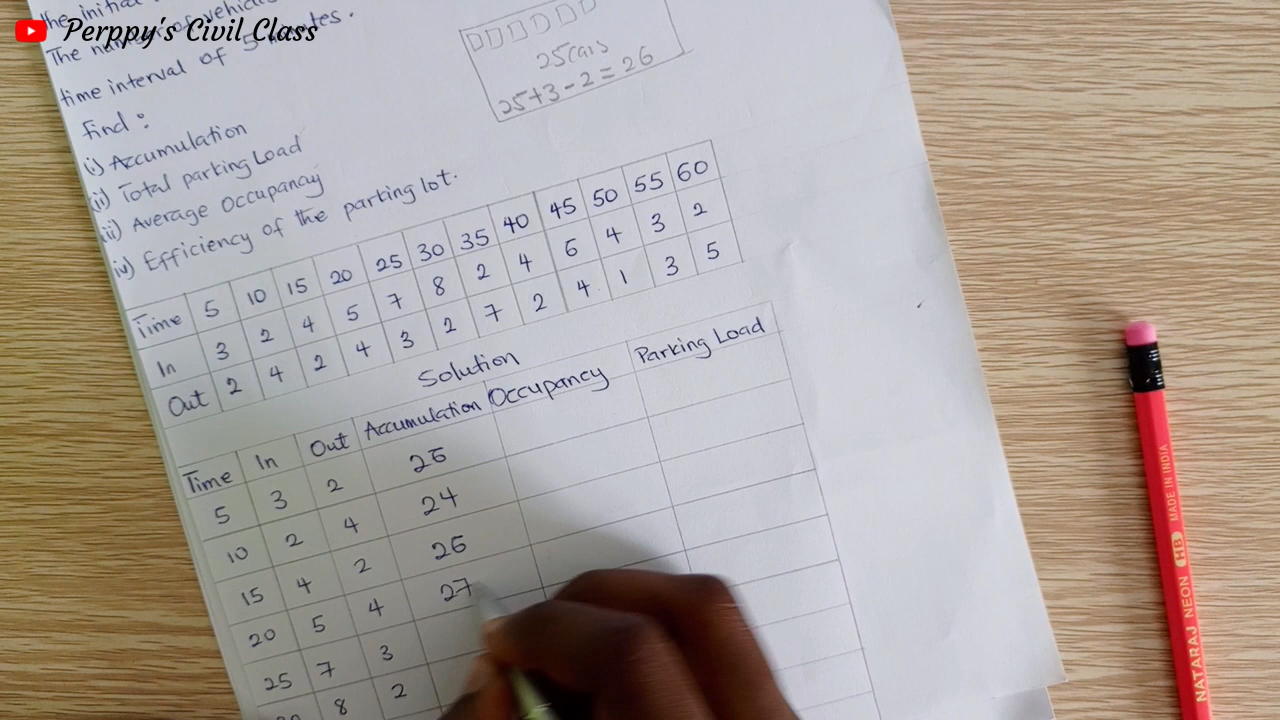 Perppy's Civil Class
the initial
The number of vehicles
time interval of 5 minutes.
Find:
(i) Accumulation
(ii) Total parking Load
(iii) Average Occupancy
(iv) Efficiency of the parking lot.
25cars
25+3-2=26
Time 5 10 15 20 25 30 35 40 45 50 55 60
In 3 2 4 5 7 8 2 4 6 4 3 2
Out 2 4 2 4 3 2 7 2 4 1 3 5
Solution
Time In Out Accumulation Occupancy Parking Load
5 3 2 26
10 2 4 24
15 4 2 26
20 5 4 27
25 7 3
8 2
NATARAJ NEON HB MADE IN INDIA